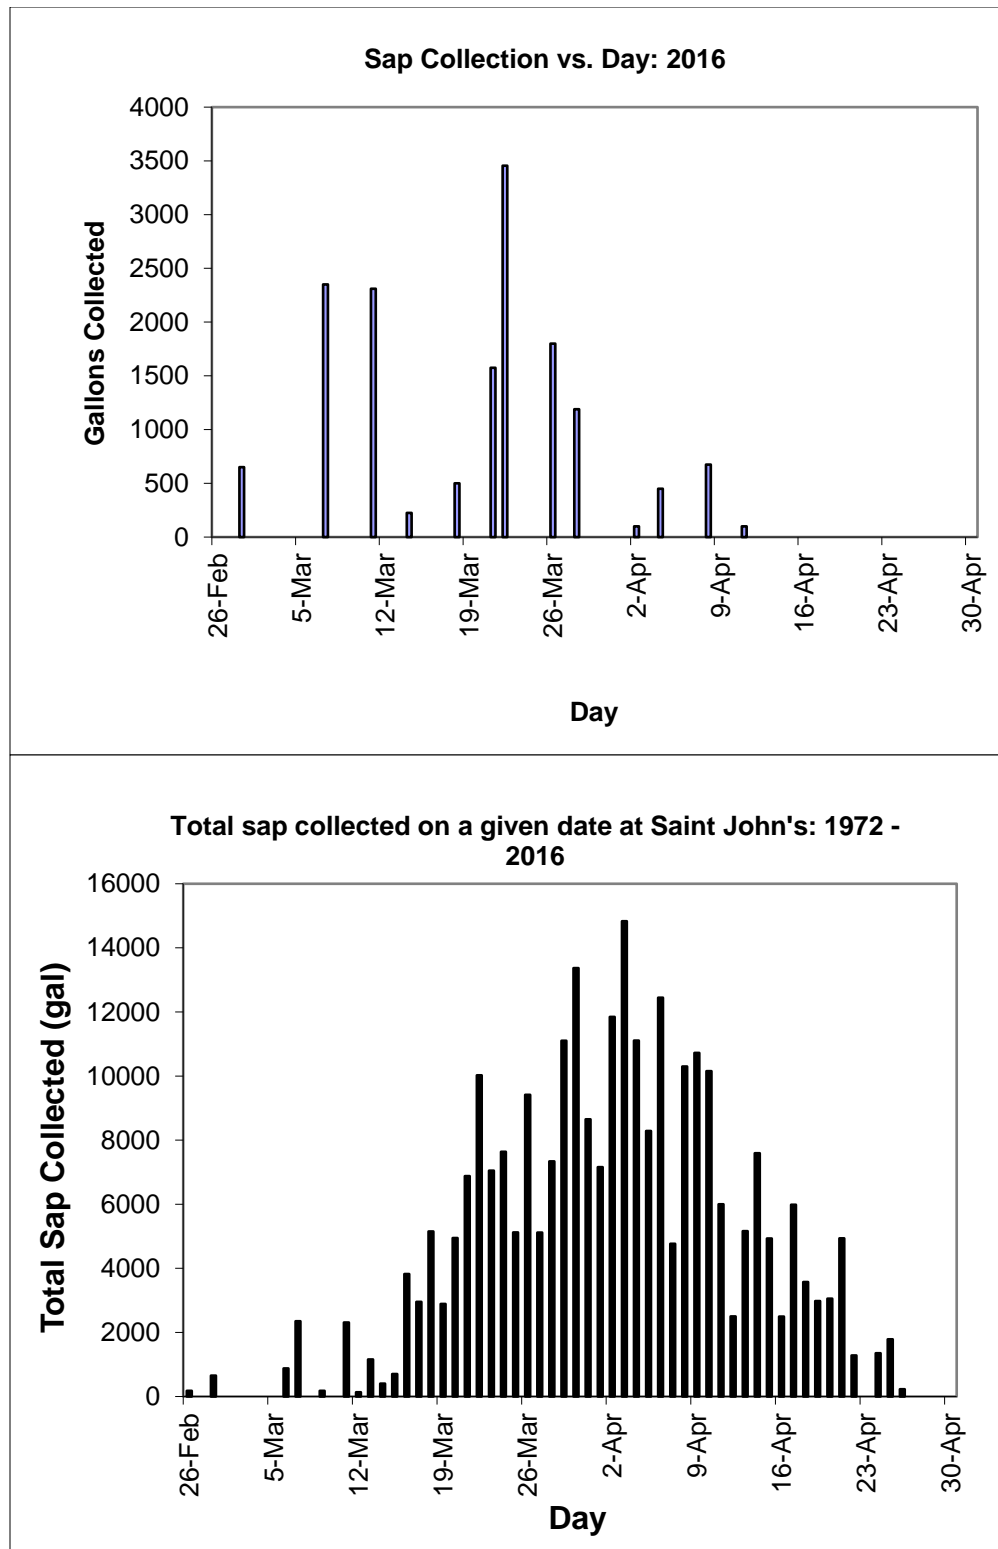 Sap Collection vs. Day: 2016
4000
3500
3000
2500
2000
1500
1000
500
0
Gallons Collected
26-Feb
5-Mar
12-Mar
19-Mar
26-Mar
2-Apr
9-Apr
16-Apr
23-Apr
30-Apr
Day
Total sap collected on a given date at Saint John's: 1972 -
2016
16000
14000
12000
10000
8000
6000
4000
2000
0
Total Sap Collected (gal)
26-Feb
5-Mar
12-Mar
19-Mar
26-Mar
2-Apr
9-Apr
16-Apr
23-Apr
30-Apr
Day